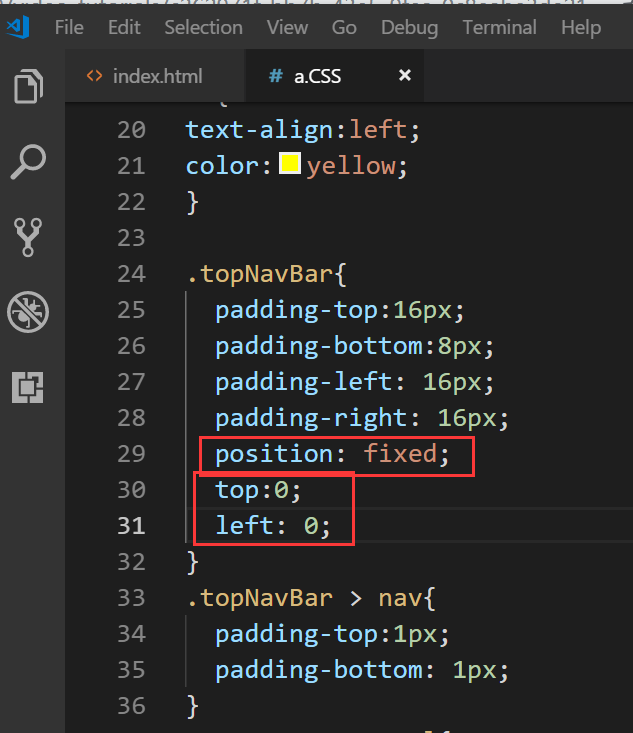 File Edit Selection View Go Debug Terminal Help
<> index.html # a.CSS ×
20 text-align:left;
21 color: yellow;
22 }
23
24 .topNavBar{
25 padding-top:16px;
26 padding-bottom:8px;
27 padding-left: 16px;
28 padding-right: 16px;
29 position: fixed;
30 top:0;
31 left: 0;
32 }
33 .topNavBar > nav{
34 padding-top:1px;
35 padding-bottom: 1px;
36 }